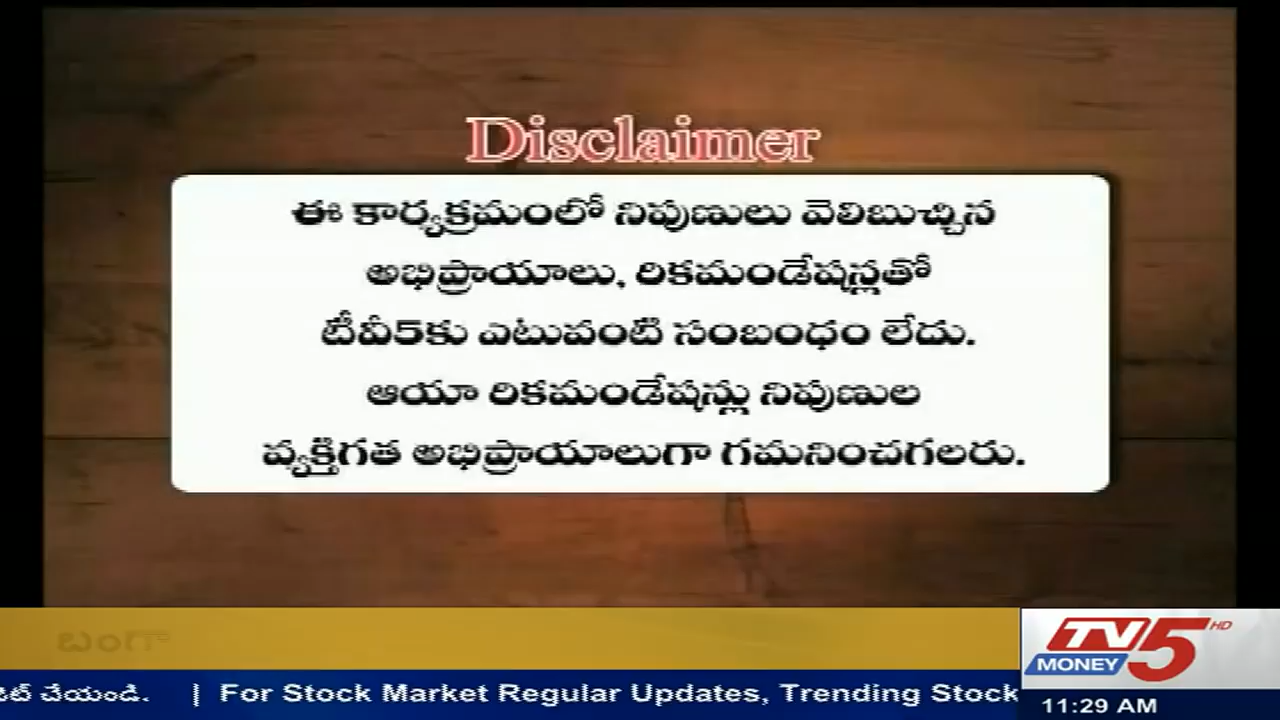 Disclaimer
ఈ కార్యక్రమంలో నిపుణులు వెలిబుచ్చిన
అభిప్రాయాలు, రికమండేషన్లతో
టీవీ5కు ఎటువంటి సంబంధం లేదు.
ఆయా రికమండేషన్లు నిపుణుల
వ్యక్తిగత అభిప్రాయాలుగా గమనించగలరు.
బంగా
TV5 HD
MONEY
చేయండి. | For Stock Market Regular Updates, Trending Stock
11:29 AM